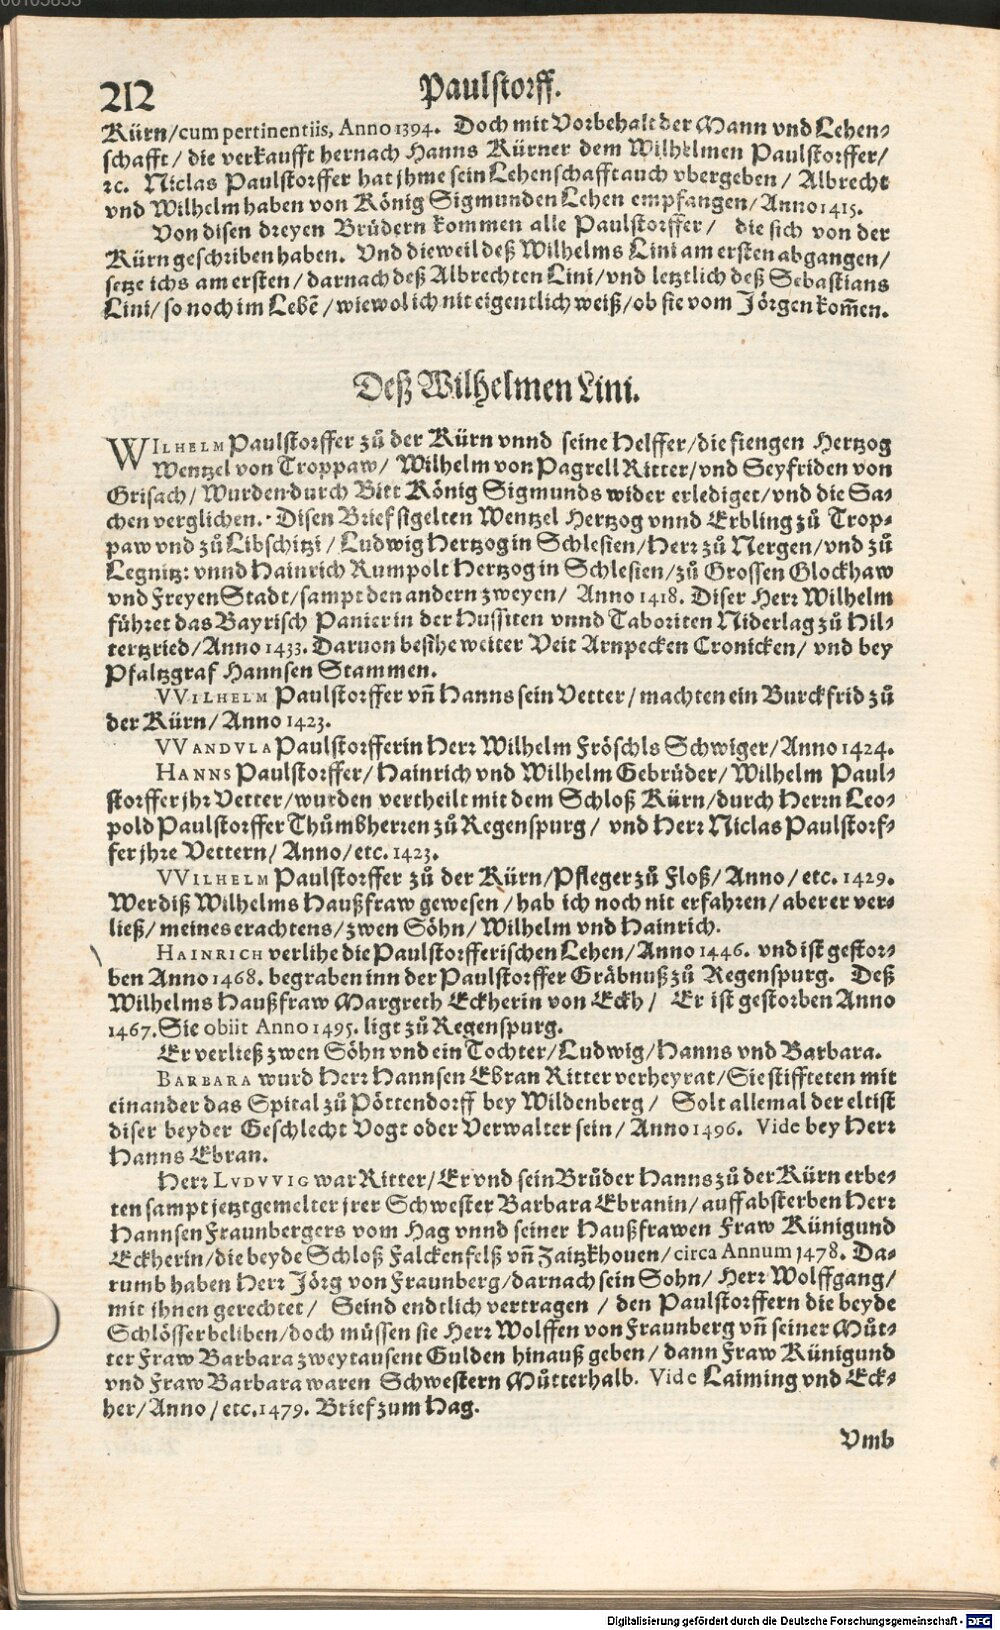 212 Paulstorff.
Kürn/cum pertinentiis, Anno 1394. Doch mit Vorbehalt der Mann vnd Lehen-
schafft / die verkaufft hernach Hanns Kürner dem Wilhelmen Paulstorffer/
ꝛc. Niclas Paulstorffer hat jhme sein Lehenschafft auch vbergeben / Albrecht
vnd Wilhelm haben von König Sigmunden Lehen empfangen/Anno 1415.
Von disen dreyen Brüdern kommen alle Paulstorffer/ die sich von der
Kürn geschriben haben. Vnd dieweil deß Wilhelms Lini am ersten abgangen/
setze ichs am ersten / darnach deß Albrechten Lini/vnd letztlich deß Sebastians
Lini/ so noch im Lebē / wiewol ich nit eigentlich weiß/ob sie vom Jörgen kom̄en.
Deß Wilhelmen Lini.
WILHELM Paulstorffer zů der Kürn vnnd seine Helffer/die fiengen Hertzog
Wentzel von Troppaw/ Wilhelm von Pagrell Ritter/vnd Seyfriden von
Grisach/ Wurden durch Bitt König Sigmunds wider erlediget/vnd die Sa-
chen verglichen. Disen Brief sigelten Wentzel Hertzog vnnd Erbling zů Trop-
paw vnd zů Libschitzi / Ludwig Hertzog in Schlesien/Herr zů Nergen/vnd zů
Legnitz: vnnd Hainrich Rumpolt Hertzog in Schlesien/zů Grossen Glockhaw
vnd Freyen Stadt/sampt den andern zweyen/ Anno 1418. Diser Herr Wilhelm
führet das Bayrisch Panier in der Hussiten vnnd Taboriten Niderlag zů Hil-
tertzried/Anno 1433. Daruon besihe weiter Veit Arnpecken Cronicken/ vnd bey
Pfaltzgraf Hannsen Stammen.
VVILHELM Paulstorffer vn̄ Hanns sein Vetter/machten ein Burckfrid zů
der Kürn/Anno 1423.
VVANDVLA Paulstorfferin Herr Wilhelm Fröschls Schwiger/Anno 1424.
HANNS Paulstorffer/Hainrich vnd Wilhelm Gebrüder/Wilhelm Paul-
storffer jhr Vetter/wurden vertheilt mit dem Schloß Kürn/durch Herrn Leo-
pold Paulstorffer Thůmbherren zů Regenspurg/ vnd Herr Niclas Paulstorf-
fer jhre Vettern/Anno/etc. 1423.
VVILHELM Paulstorffer zů der Kürn/Pfleger zů Floß/Anno/etc. 1429.
Wer diß Wilhelms Haußfraw gewesen / hab ich noch nit erfahren / aber er ver-
ließ/ meines erachtens/ zwen Söhn/Wilhelm vnd Hainrich.
HAINRICH verlihe die Paulstorfferischen Lehen/Anno 1446. vnd ist gestor-
ben Anno 1468. begraben inn der Paulstorffer Gräbnuß zů Regenspurg. Deß
Wilhelms Haußfraw Margreth Eckherin von Eckh / Er ist gestorben Anno
1467. Sie obiit Anno 1495. ligt zů Regenspurg.
Er verließ zwen Söhn vnd ein Tochter/Ludwig/Hanns vnd Barbara.
BARBARA wurd Herr Hannsen Ebran Ritter verheyrat/Sie stiffteten mit
einander das Spital zů Pöttendorff bey Wildenberg/ Solt allemal der eltist
diser beyder Geschlecht Vogt oder Verwalter sein/Anno 1496. Vide bey Herr
Hanns Ebran.
Herr LVDVVIG war Ritter/Er vnd sein Brůder Hanns zů der Kürn erbe-
ten sampt jetztgemelter jrer Schwester Barbara Ebranin/auff absterben Herr
Hannsen Fraunbergers vom Hag vnnd seiner Haußfrawen Fraw Künigund
Eckherin/die beyde Schloß Falckenfelß vn̄ Zaitzkhouen/circa Annum 1478. Da-
rumb haben Herr Jörg von Fraunberg/darnach sein Sohn/ Herr Wolffgang/
mit ihnen gerechtet/ Seind endtlich vertragen / den Paulstorffern die beyde
Schlösser beliben/doch müssen sie Herr Wolffen von Fraunberg vn̄ seiner Můt-
ter Fraw Barbara zweytausent Gulden hinauß geben/ dann Fraw Künigund
vnd Fraw Barbara waren Schwestern Můtterhalb. Vide Laiming vnd Eck-
her/Anno/etc. 1479. Brief zum Hag.
Vmb
Digitalisierung gefördert durch die Deutsche Forschungsgemeinschaft - DFG